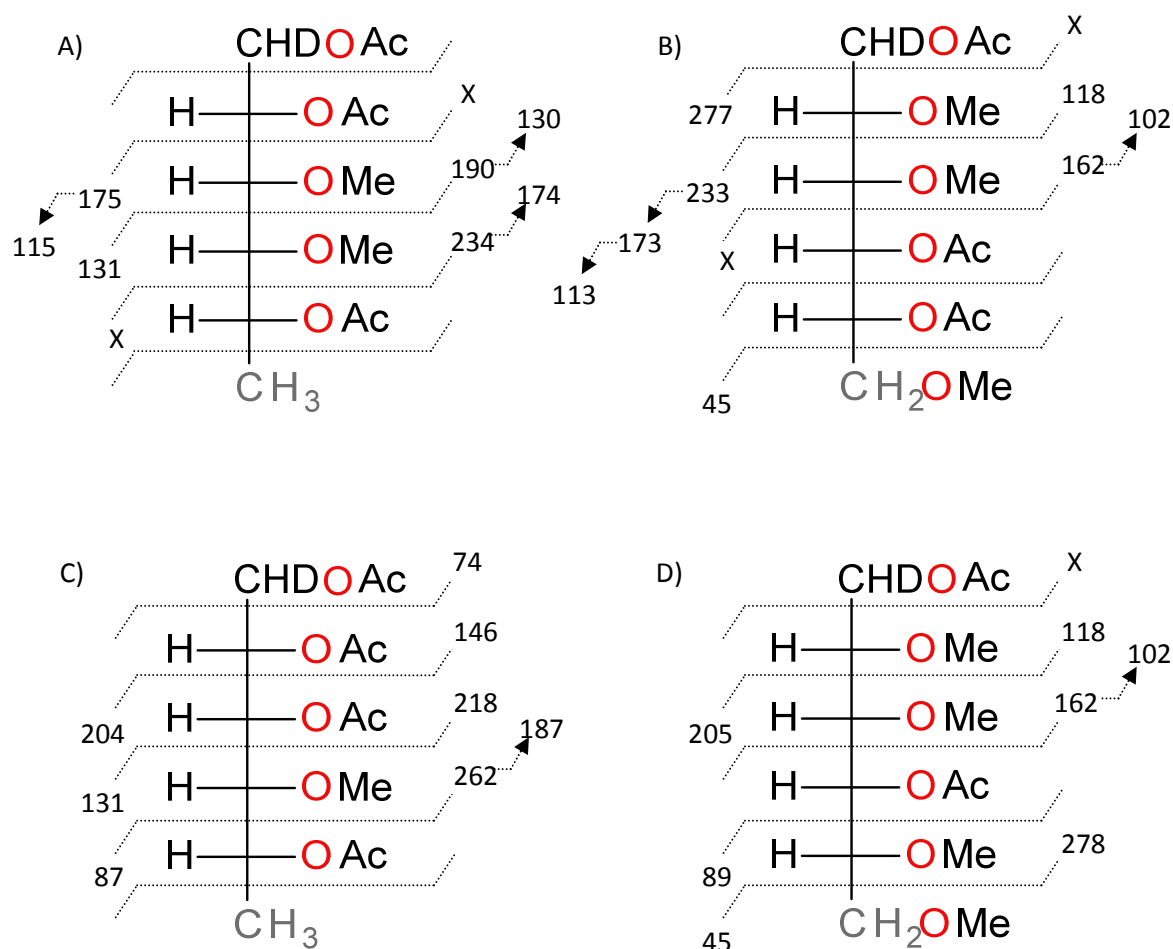 A)
CHDOAc
H OAc X
130
H OMe 190
175 174
115 H OMe 234
131
H OAc
X
CH3
B)
CHDOAc X
277 H OMe 118
102
H OMe 162
233
173 H OAc
X
113
H OAc
45 CH2OMe
C)
CHDOAc 74
H OAc 146
204 H OAc 218
187
131 H OMe 262
87 H OAc
CH3
D)
CHDOAc X
H OMe 118
102
205 H OMe 162
H OAc
89 H OMe 278
45 CH2OMe